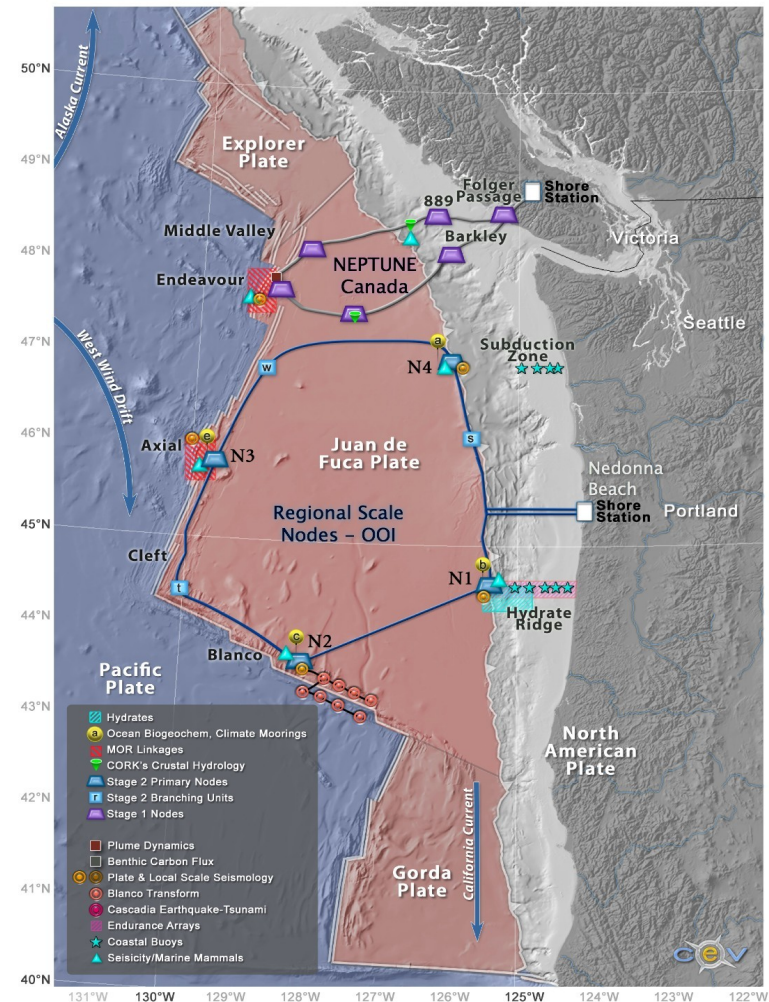 50°N
49°N
48°N
47°N
46°N
45°N
44°N
43°N
42°N
41°N
40°N
Alaska Current
Explorer
Plate
Folger
Passage
889
Shore
Station
Middle Valley
Barkley
Victoria
NEPTUNE
Canada
Endeavour
Seattle
West Wind Drift
a
Subduction
Zone
w
N4
s
e
Axial
N3
Juan de
Fuca Plate
Nedonna
Beach
Regional Scale
Nodes - OOI
Shore
Station
Portland
Cleft
b
N1
t
Hydrate
Ridge
c
N2
Blanco
Pacific
Plate
North
American
Plate
Hydrates
a Ocean Biogeochem, Climate Moorings
MOR Linkages
CORK's Crustal Hydrology
Stage 2 Primary Nodes
r Stage 2 Branching Units
Stage 1 Nodes
Plume Dynamics
Benthic Carbon Flux
Plate & Local Scale Seismology
Blanco Transform
Cascadia Earthquake-Tsunami
Endurance Arrays
Coastal Buoys
Seisicity/Marine Mammals
California Current
Gorda
Plate
cev
131°W 130°W 129°W 128°W 127°W 126°W 125°W 124°W 123°W 122°W